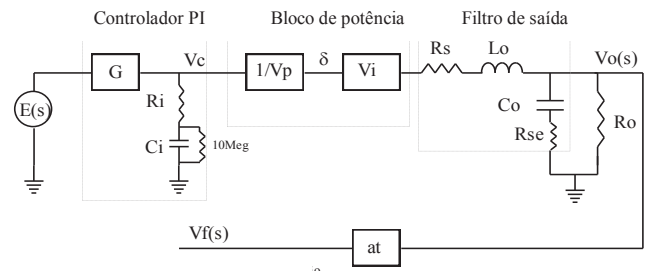 Controlador PI
Bloco de potência
Filtro de saída
G
Vc
1/Vp
δ
Vi
Rs
Lo
Vo(s)
E(s)
Ri
Ci
10Meg
Co
Rse
Ro
Vf(s)
at